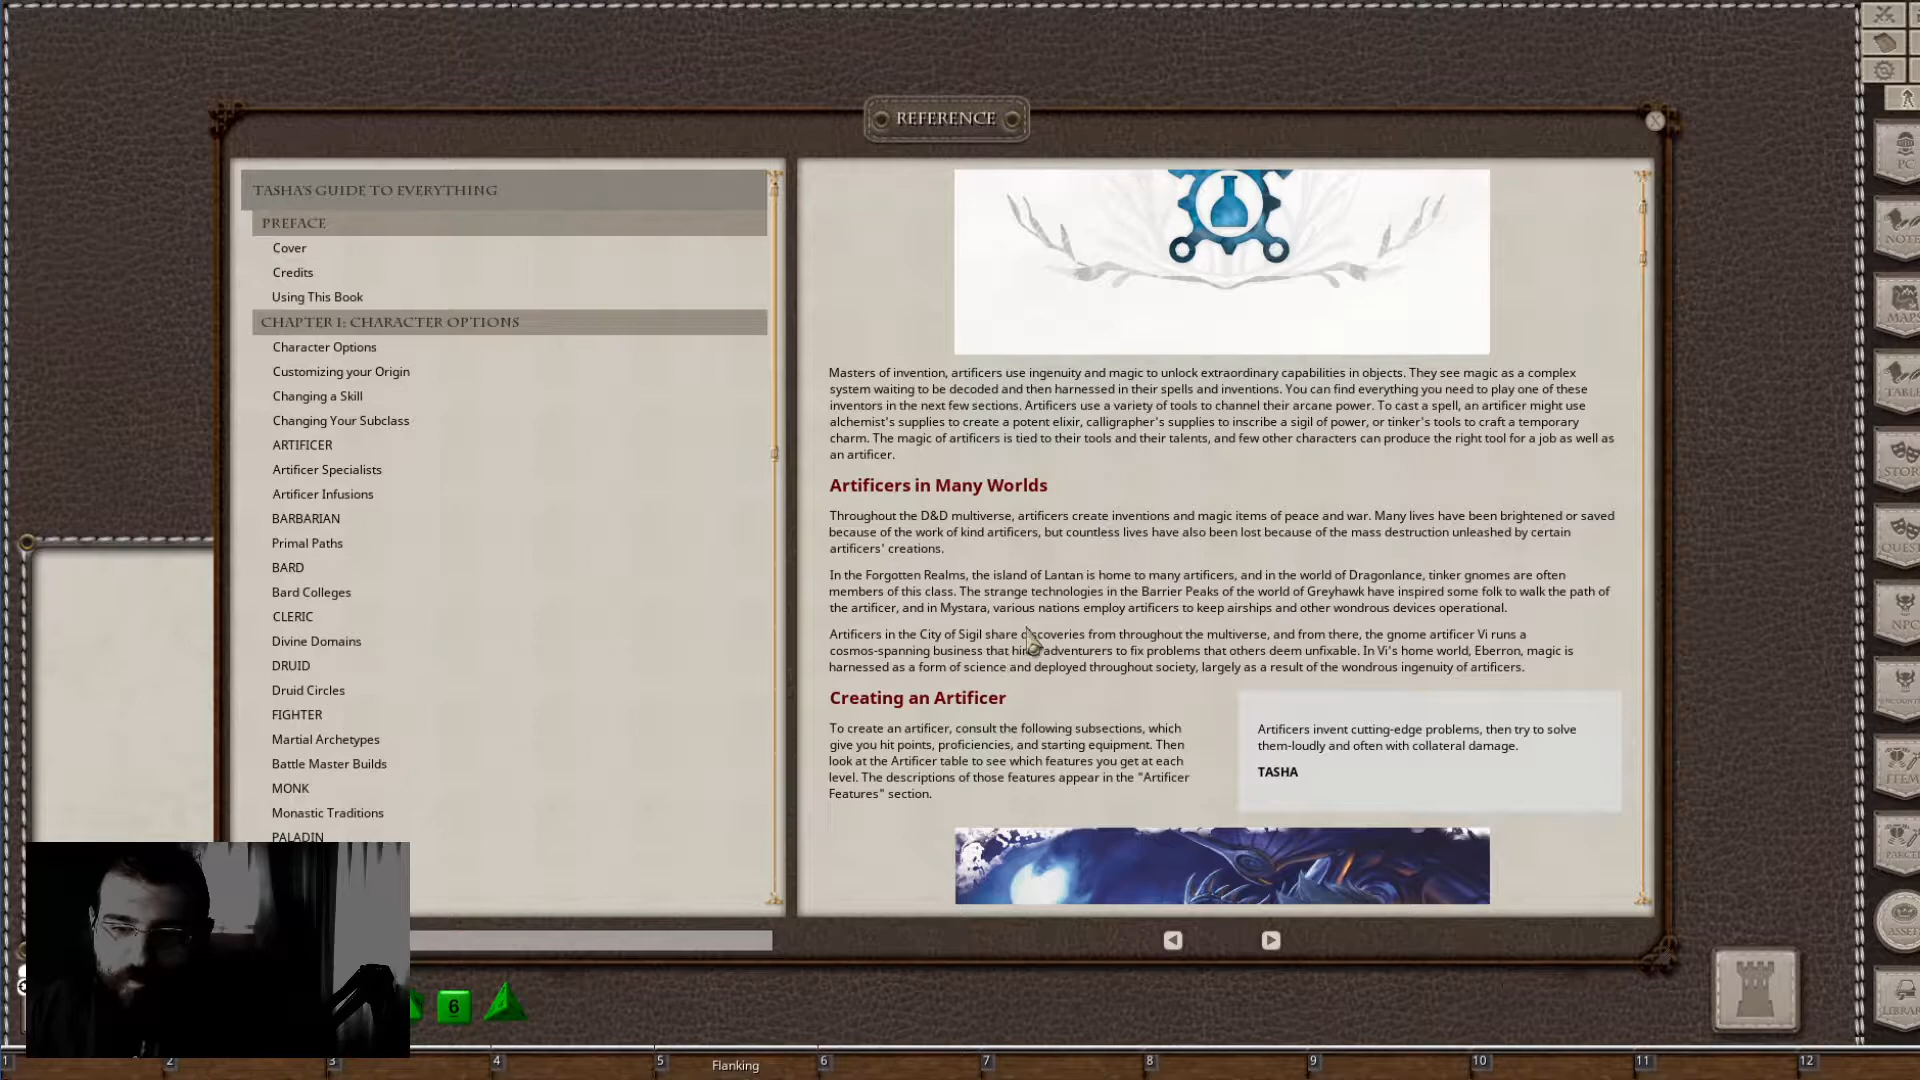 REFERENCE
TASHA'S GUIDE TO EVERYTHING
PREFACE
Cover
Credits
Using This Book
CHAPTER 1: CHARACTER OPTIONS
Character Options
Customizing your Origin
Changing a Skill
Changing Your Subclass
ARTIFICER
Artificer Specialists
Artificer Infusions
BARBARIAN
Primal Paths
BARD
Bard Colleges
CLERIC
Divine Domains
DRUID
Druid Circles
FIGHTER
Martial Archetypes
Battle Master Builds
MONK
Monastic Traditions
PALADIN
Masters of invention, artificers use ingenuity and magic to unlock extraordinary capabilities in objects. They see magic as a complex
system waiting to be decoded and then harnessed in their spells and inventions. You can find everything you need to play one of these
inventors in the next few sections. Artificers use a variety of tools to channel their arcane power. To cast a spell, an artificer might use
alchemist's supplies to create a potent elixir, calligrapher's supplies to inscribe a sigil of power, or tinker's tools to craft a temporary
charm. The magic of artificers is tied to their tools and their talents, and few other characters can produce the right tool for a job as well as
an artificer.
Artificers in Many Worlds
Throughout the D&D multiverse, artificers create inventions and magic items of peace and war. Many lives have been brightened or saved
because of the work of kind artificers, but countless lives have also been lost because of the mass destruction unleashed by certain
artificers' creations.
In the Forgotten Realms, the island of Lantan is home to many artificers, and in the world of Dragonlance, tinker gnomes are often
members of this class. The strange technologies in the Barrier Peaks of the world of Greyhawk have inspired some folk to walk the path of
the artificer, and in Mystara, various nations employ artificers to keep airships and other wondrous devices operational.
Artificers in the City of Sigil share discoveries from throughout the multiverse, and from there, the gnome artificer Vi runs a
cosmos-spanning business that adventurers to fix problems that others deem unfixable. In Vi's home world, Eberron, magic is
harnessed as a form of science and deployed throughout society, largely as a result of the wondrous ingenuity of artificers.
Creating an Artificer
To create an artificer, consult the following subsections, which
give you hit points, proficiencies, and starting equipment. Then
look at the Artificer table to see which features you get at each
level. The descriptions of those features appear in the "Artificer
Features" section.
Artificers invent cutting-edge problems, then try to solve
them-loudly and often with collateral damage.
TASHA
PC
NOTE
MAPS
TABLE
STOR
QUEST
NPC
ENCOUNTE
ITEM
PARCE
ASSET
LIBRAR
6
1 2 3 4 5 Flanking 6 7 8 9 10 11 12